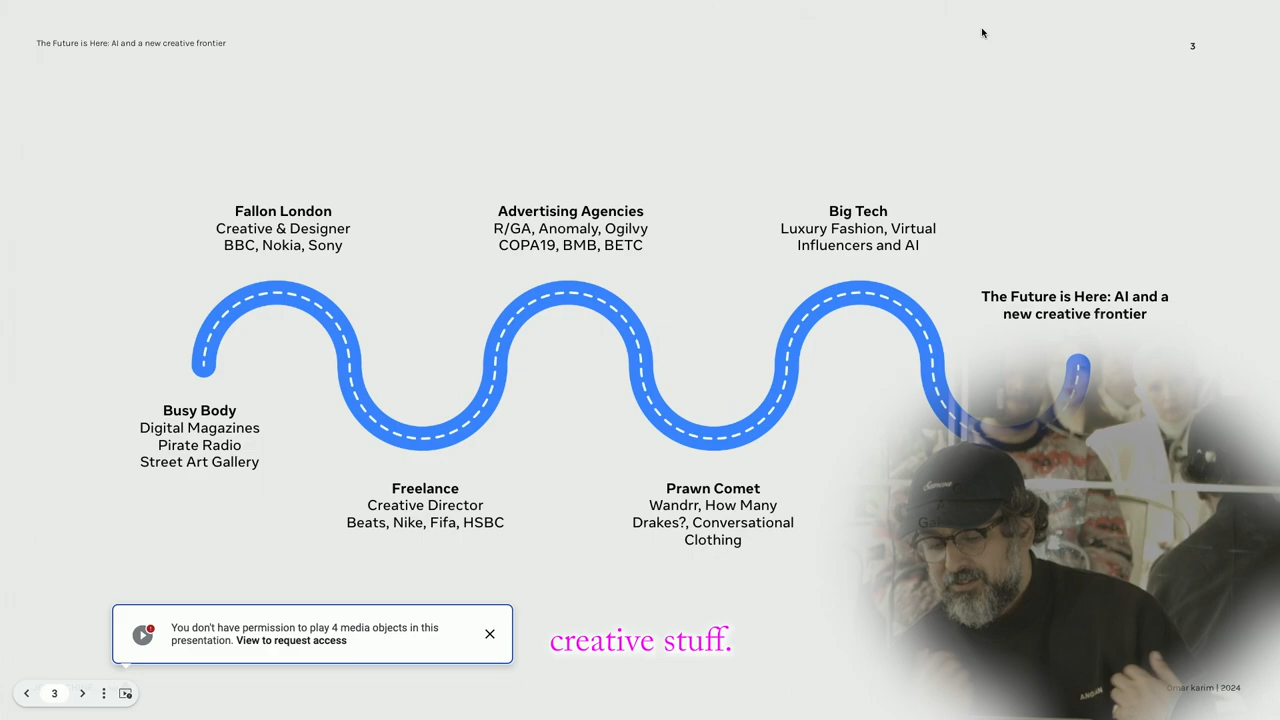 The Future is Here: AI and a new creative frontier
3
Fallon London
Creative & Designer
BBC, Nokia, Sony
Advertising Agencies
R/GA, Anomaly, Ogilvy
COPA19, BMB, BETC
Big Tech
Luxury Fashion, Virtual
Influencers and AI
The Future is Here: AI and a
new creative frontier
Busy Body
Digital Magazines
Pirate Radio
Street Art Gallery
Freelance
Creative Director
Beats, Nike, Fifa, HSBC
Prawn Comet
Wandrr, How Many
Drakes?, Conversational
Clothing
You don't have permission to play 4 media objects in this
presentation. View to request access
creative stuff.
3
Omar karim | 2024